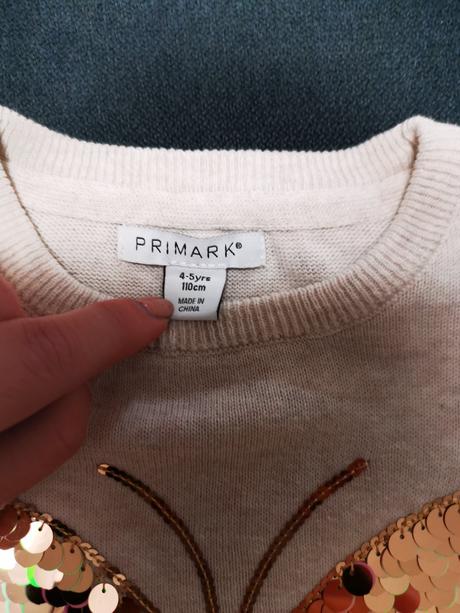 PRIMARK®
4-5yrs
110cm
MADE IN
CHINA